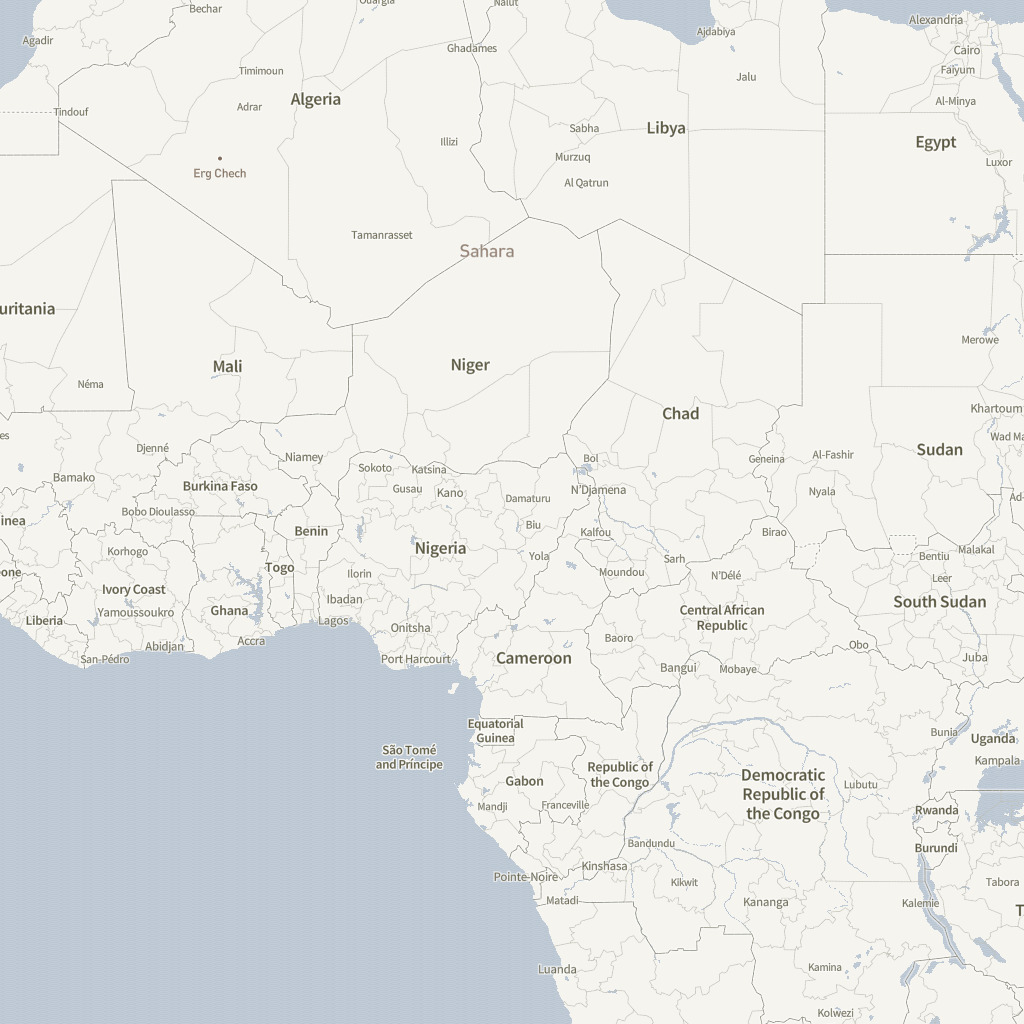 Bechar
Nalut
Agadir
Ajdabiya
Alexandria
Ghadames
Cairo
Timimoun
Jalu
Faiyum
Tindouf
Adrar
Algeria
Al-Minya
Illizi
Sabha
Libya
Egypt
Murzuq
Luxor
Erg Chech
Al Qatrun
Tamanrasset
Sahara
uritania
Merowe
Mali
Niger
Néma
Chad
Khartoum
es
Wad Ma
Djenné
Niamey
Sokoto
Katsina
Bol
Geneina
Al-Fashir
Sudan
Bamako
Burkina Faso
Gusau
Kano
Damaturu
N'Djamena
Nyala
Ad-
Bobo Dioulasso
inea
Benin
Biu
Kalfou
Birao
Korhogo
Nigeria
Yola
Sarh
Bentiu
Malakal
one
Togo
Ilorin
Moundou
N'Délé
Leer
Ivory Coast
Ibadan
Yamoussoukro
Ghana
Central African
Republic
South Sudan
Liberia
Lagos
Onitsha
Baoro
Abidjan
Accra
Obo
San-Pédro
Port Harcourt
Cameroon
Bangui
Mobaye
Juba
Equatorial
Guinea
Bunia
Uganda
São Tomé
and Príncipe
Kampala
Gabon
Republic of
the Congo
Democratic
Republic of
the Congo
Lubutu
Mandji
Franceville
Rwanda
Bandundu
Burundi
Kinshasa
Pointe-Noire
Kikwit
Tabora
Matadi
Kananga
Kalemie
T
Luanda
Kamina
Kolwezi